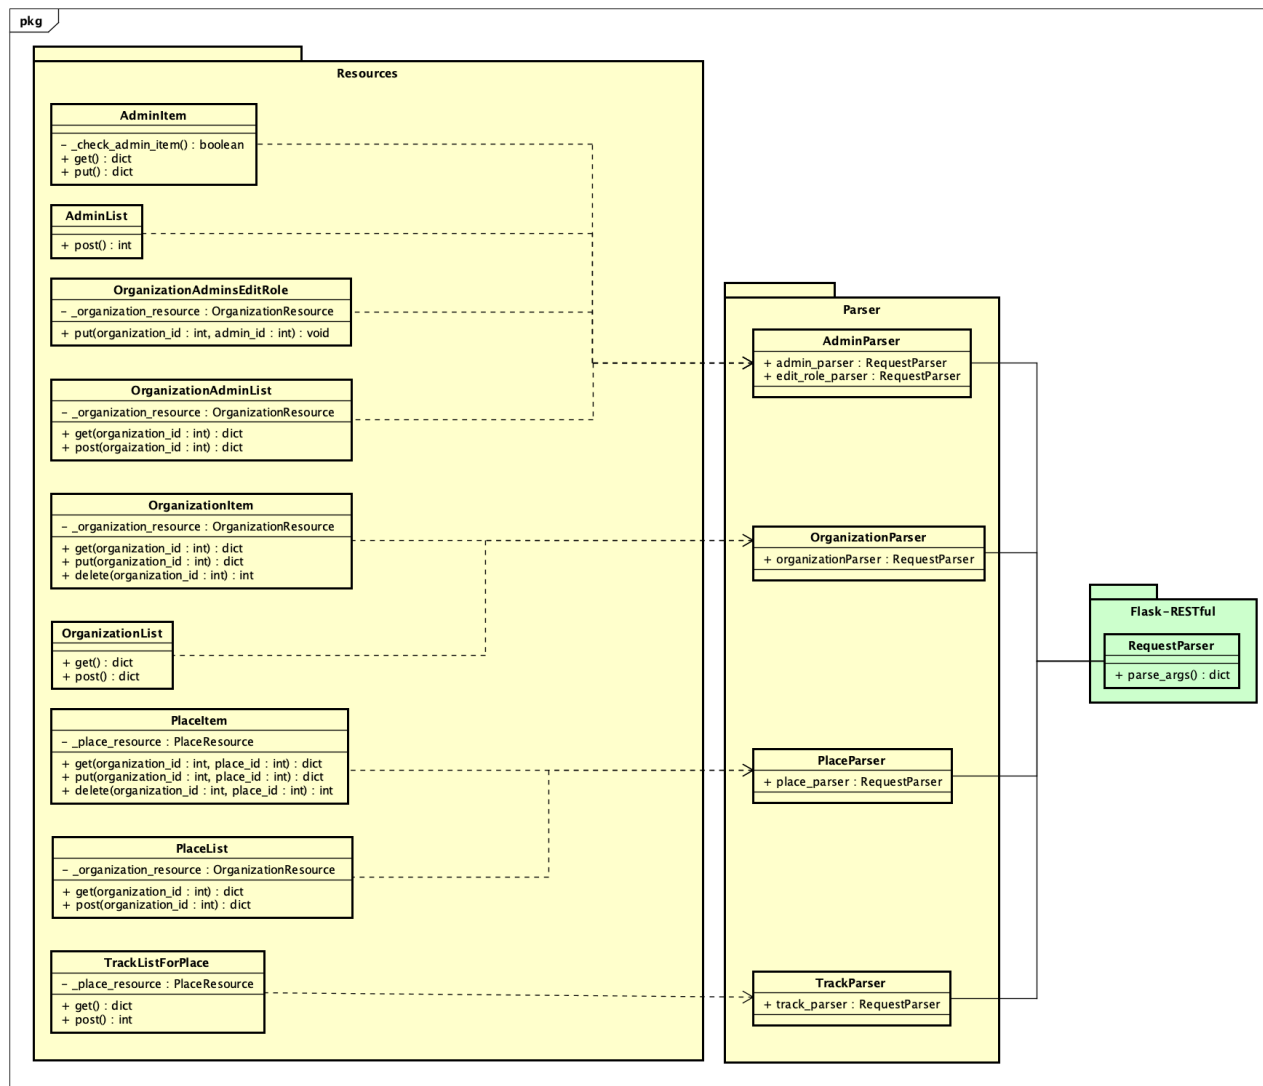 pkg
Resources
AdminItem
– _check_admin_item() : boolean
+ get() : dict
+ put() : dict
AdminList
+ post() : int
OrganizationAdminsEditRole
– _organization_resource : OrganizationResource
+ put(organization_id : int, admin_id : int) : void
OrganizationAdminList
– _organization_resource : OrganizationResource
+ get(organization_id : int) : dict
+ post(orgaization_id : int) : dict
OrganizationItem
– _organization_resource : OrganizationResource
+ get(organization_id : int) : dict
+ put(organization_id : int) : dict
+ delete(organization_id : int) : int
OrganizationList
+ get() : dict
+ post() : dict
PlaceItem
– _place_resource : PlaceResource
+ get(organization_id : int, place_id : int) : dict
+ put(organization_id : int, place_id : int) : dict
+ delete(organization_id : int, place_id : int) : int
PlaceList
– _organization_resource : OrganizationResource
+ get(organization_id : int) : dict
+ post(organization_id : int) : dict
TrackListForPlace
– _place_resource : PlaceResource
+ get() : dict
+ post() : int
Parser
AdminParser
+ admin_parser : RequestParser
+ edit_role_parser : RequestParser
OrganizationParser
+ organizationParser : RequestParser
PlaceParser
+ place_parser : RequestParser
TrackParser
+ track_parser : RequestParser
Flask–RESTful
RequestParser
+ parse_args() : dict